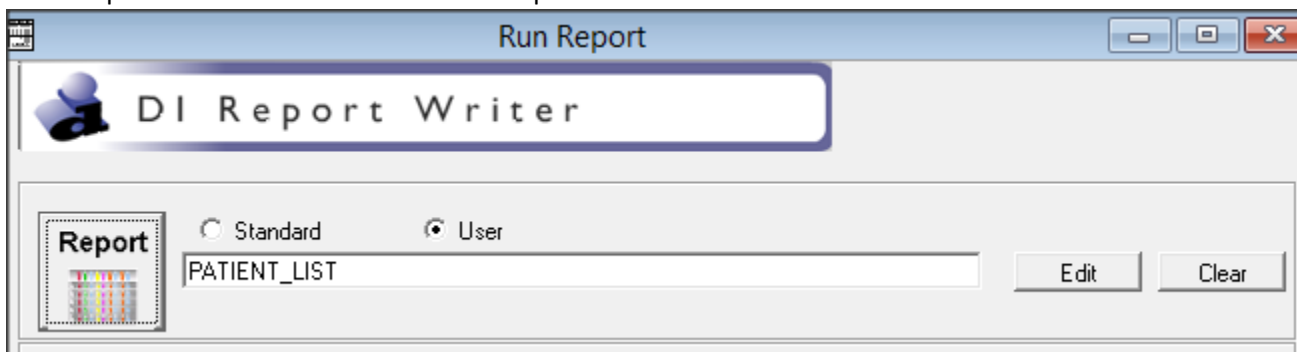 Run Report
DI Report Writer
Standard User
Report
PATIENT_LIST Edit Clear